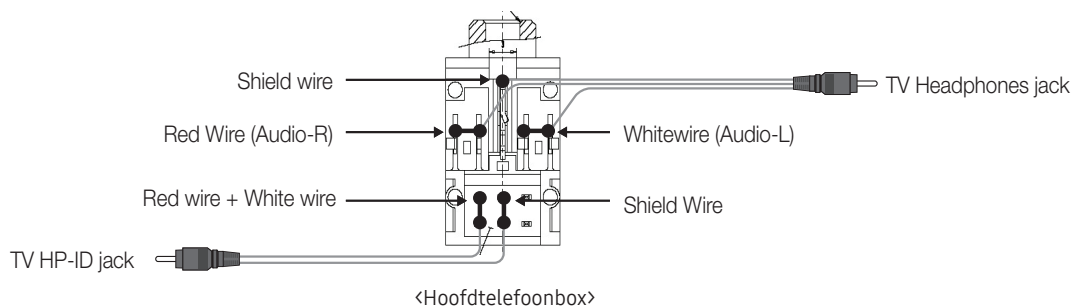 Shield wire
TV Headphones jack
Red Wire (Audio-R)
Whitewire (Audio-L)
Red wire + White wire
Shield Wire
TV HP-ID jack
<Hoofdtelefoonbox>